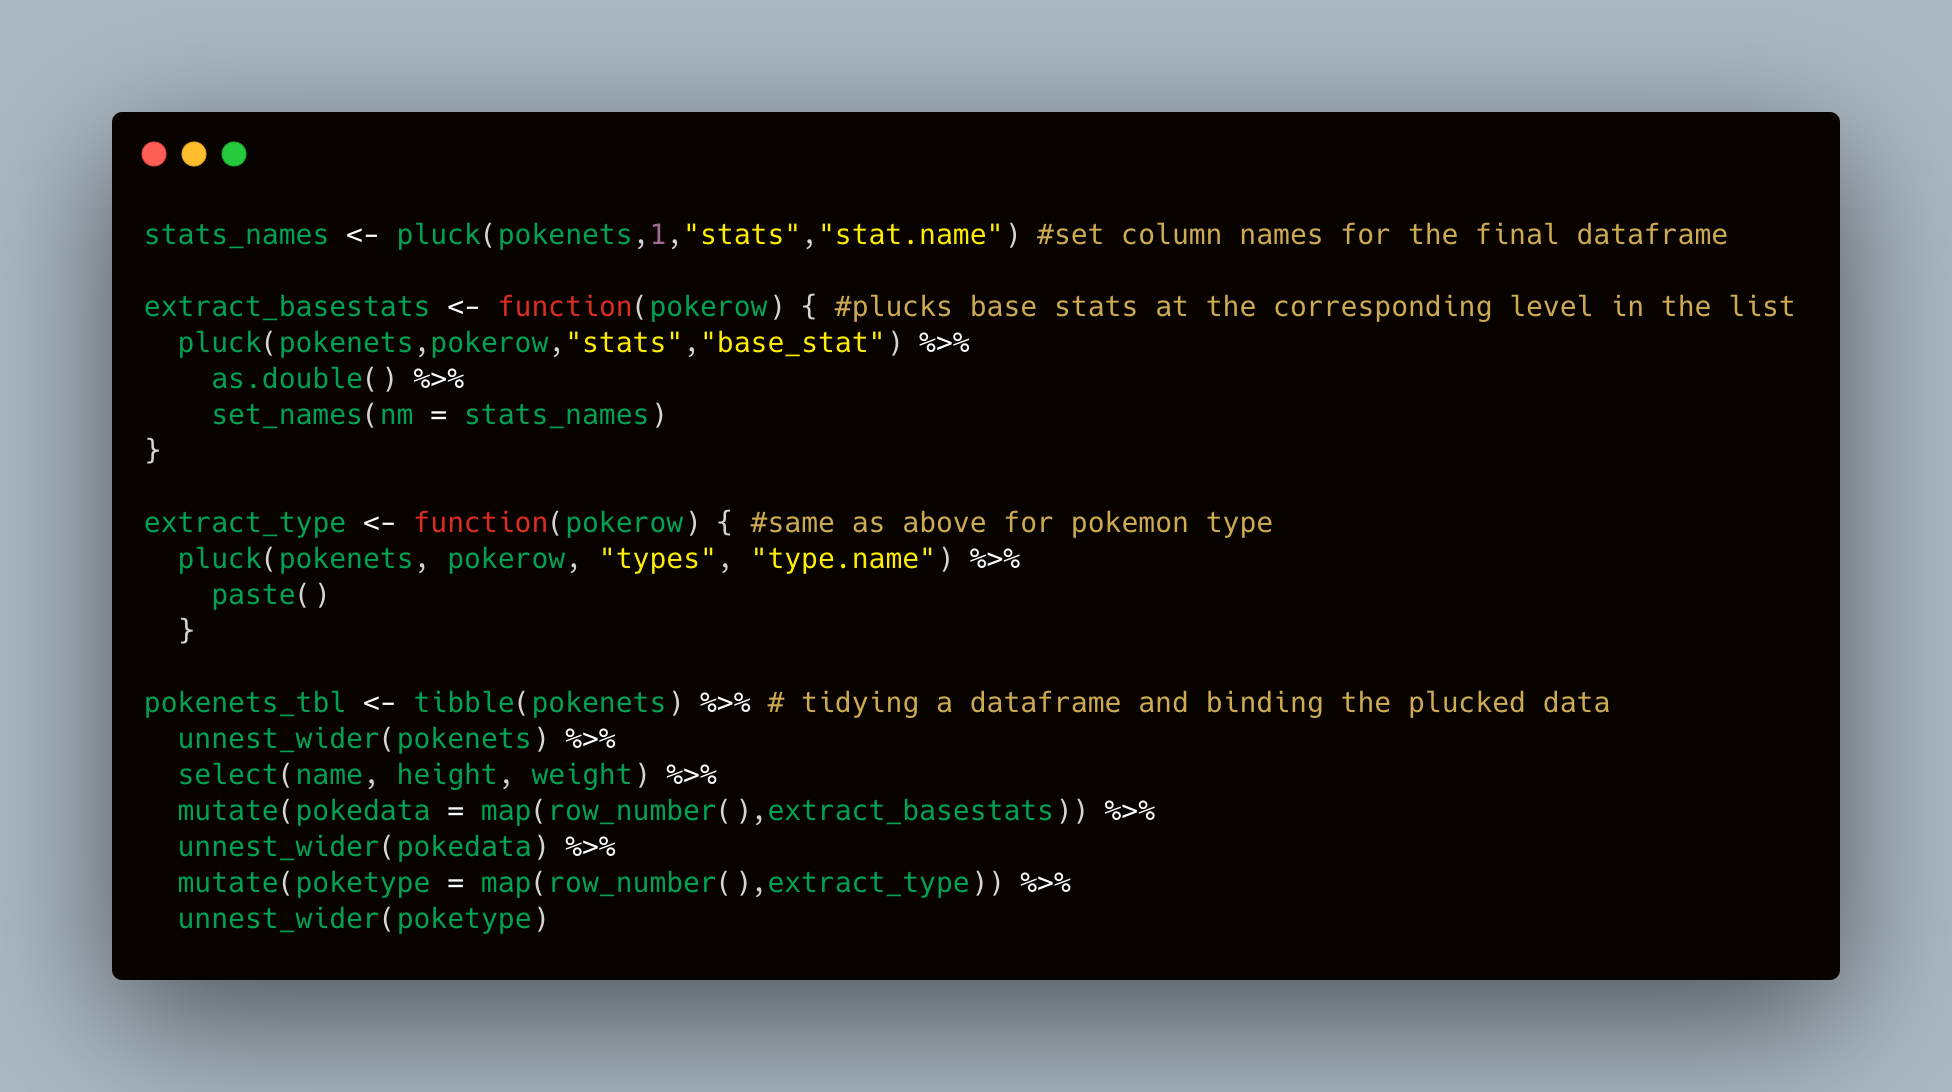 stats_names <- pluck(pokenets,1,"stats","stat.name") #set column names for the final dataframe

extract_basestats <- function(pokerow) { #plucks base stats at the corresponding level in the list
  pluck(pokenets,pokerow,"stats","base_stat") %>%
    as.double() %>%
    set_names(nm = stats_names)
}

extract_type <- function(pokerow) { #same as above for pokemon type
  pluck(pokenets, pokerow, "types", "type.name") %>%
    paste()
  }

pokenets_tbl <- tibble(pokenets) %>% # tidying a dataframe and binding the plucked data
  unnest_wider(pokenets) %>%
  select(name, height, weight) %>%
  mutate(pokedata = map(row_number(),extract_basestats)) %>%
  unnest_wider(pokedata) %>%
  mutate(poketype = map(row_number(),extract_type)) %>%
  unnest_wider(poketype)